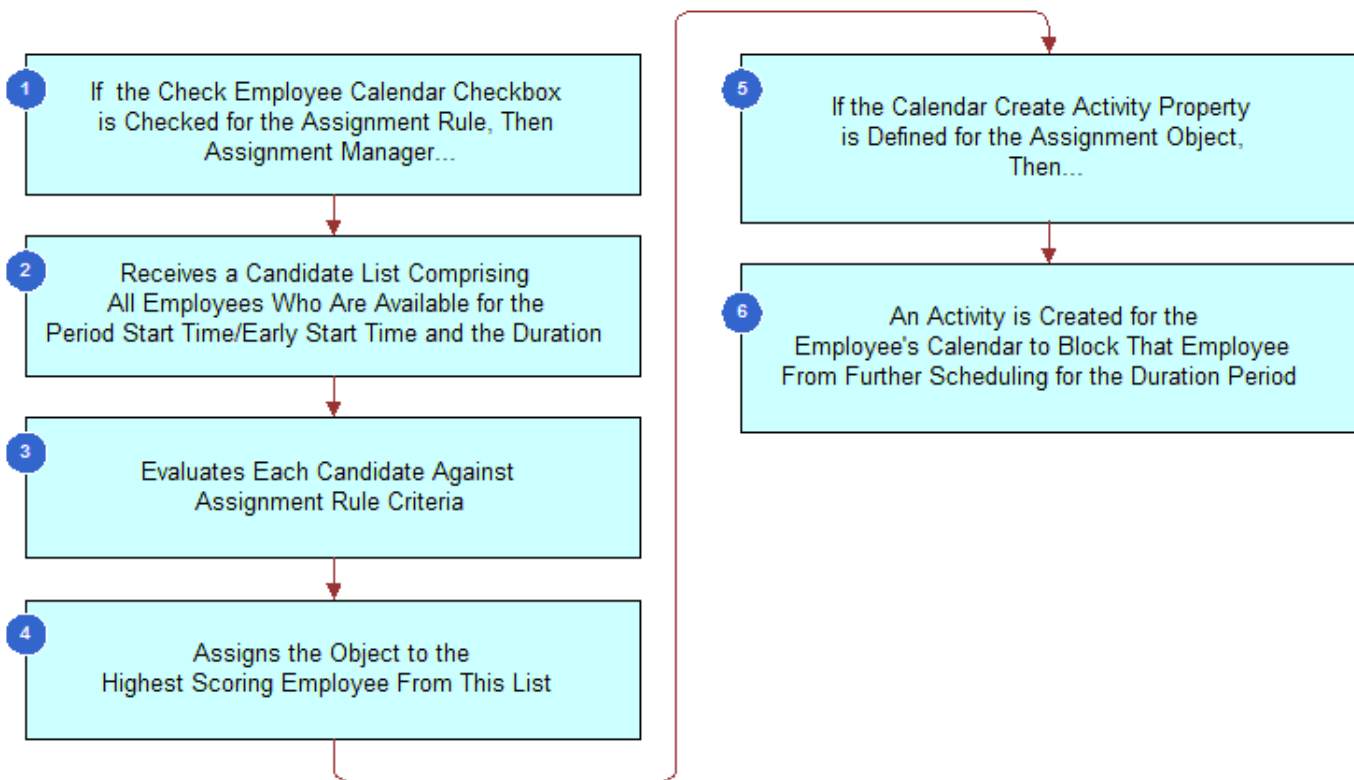 1
If the Check Employee Calendar Checkbox
is Checked for the Assignment Rule, Then
Assignment Manager...
2
Receives a Candidate List Comprising
All Employees Who Are Available for the
Period Start Time/Early Start Time and the Duration
3
Evaluates Each Candidate Against
Assignment Rule Criteria
4
Assigns the Object to the
Highest Scoring Employee From This List
5
If the Calendar Create Activity Property
is Defined for the Assignment Object,
Then...
6
An Activity is Created for the
Employee's Calendar to Block That Employee
From Further Scheduling for the Duration Period